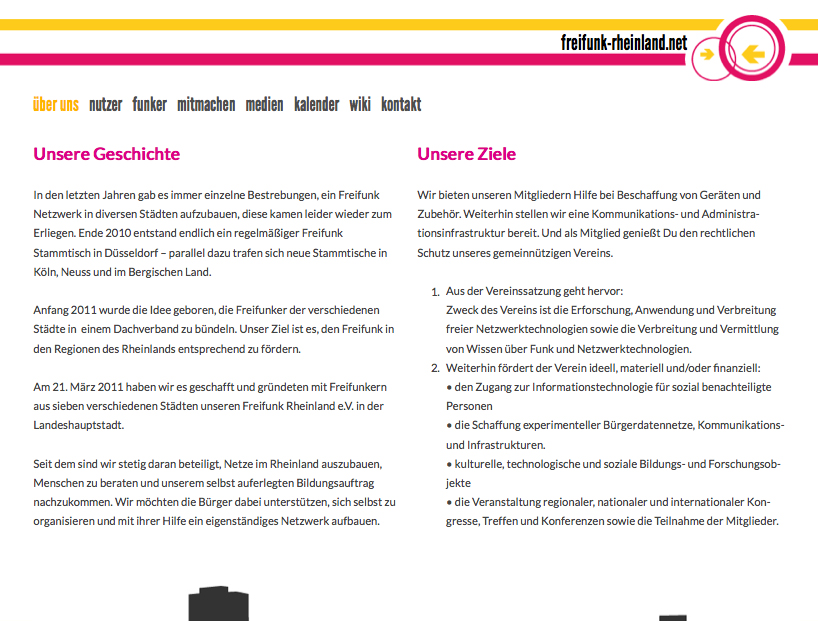 freifunk-rheinland.net
über uns nutzer funker mitmachen medien kalender wiki kontakt
Unsere Geschichte
In den letzten Jahren gab es immer einzelne Bestrebungen, ein Freifunk
Netzwerk in diversen Städten aufzubauen, diese kamen leider wieder zum
Erliegen. Ende 2010 entstand endlich ein regelmäßiger Freifunk
Stammtisch in Düsseldorf – parallel dazu trafen sich neue Stammtische in
Köln, Neuss und im Bergischen Land.
Anfang 2011 wurde die Idee geboren, die Freifunker der verschiedenen
Städte in einem Dachverband zu bündeln. Unser Ziel ist es, den Freifunk in
den Regionen des Rheinlands entsprechend zu fördern.
Am 21. März 2011 haben wir es geschafft und gründeten mit Freifunkern
aus sieben verschiedenen Städten unseren Freifunk Rheinland e.V. in der
Landeshauptstadt.
Seit dem sind wir stetig daran beteiligt, Netze im Rheinland auszubauen,
Menschen zu beraten und unserem selbst auferlegten Bildungsauftrag
nachzukommen. Wir möchten die Bürger dabei unterstützen, sich selbst zu
organisieren und mit ihrer Hilfe ein eigenständiges Netzwerk aufbauen.
Unsere Ziele
Wir bieten unseren Mitgliedern Hilfe bei Beschaffung von Geräten und
Zubehör. Weiterhin stellen wir eine Kommunikations- und Administra-
tionsinfrastruktur bereit. Und als Mitglied genießt Du den rechtlichen
Schutz unseres gemeinnützigen Vereins.
1. Aus der Vereinssatzung geht hervor:
Zweck des Vereins ist die Erforschung, Anwendung und Verbreitung
freier Netzwerktechnologien sowie die Verbreitung und Vermittlung
von Wissen über Funk und Netzwerktechnologien.
2. Weiterhin fördert der Verein ideell, materiell und/oder finanziell:
• den Zugang zur Informationstechnologie für sozial benachteiligte
Personen
• die Schaffung experimenteller Bürgerdatennetze, Kommunikations-
und Infrastrukturen.
• kulturelle, technologische und soziale Bildungs- und Forschungsob-
jekte
• die Veranstaltung regionaler, nationaler und internationaler Kon-
gresse, Treffen und Konferenzen sowie die Teilnahme der Mitglieder.